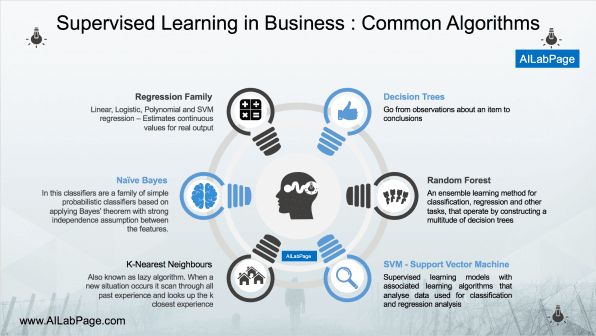 Supervised Learning in Business : Common Algorithms
AILabPage
Regression Family
Linear, Logistic, Polynomial and SVM
regression – Estimates continuous
values for real output
Decision Trees
Go from observations about an item to
conclusions
Naïve Bayes
In this classifiers are a family of simple
probabilistic classifiers based on
applying Bayes' theorem with strong
independence assumption between
the features.
Random Forest
An ensemble learning method for
classification, regression and other
tasks, that operate by constructing a
multitude of decision trees
K-Nearest Neighbours
Also known as lazy algorithm. When a
new situation occurs it scan through all
past experience and looks up the k
closest experience
AILabPage
SVM - Support Vector Machine
Supervised learning models with
associated learning algorithms that
analyse data used for classification
and regression analysis
www.AILabPage.com